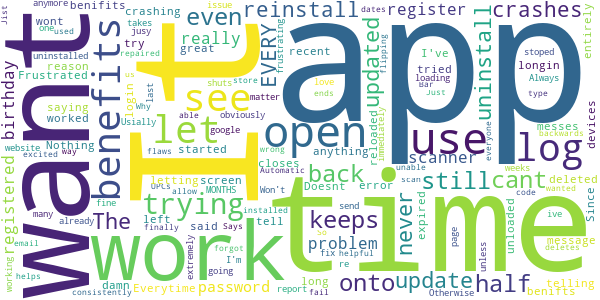 want
It
app
time
work
use
open
log
let
see
trying
benefits
even
really
EVERY
reinstall
register
crashes
updated
uninstall
scanner
back
still
cant
keeps
never
onto
update
half
problem
The
birthday
registered
password
anymore
wont
crashing
benifits
takes
jusy
try
great
one
used
uninstalled
reason
Frustrated
saying
worked
Nothing
website
excited
way
many
already
email
working
helps
consistently
Jist
issue
dates
repaired
login
us
Why
last
shuts
store
able
matter
obviously
google
flaws
started
Usially
letting
screen
UPCs
allow
MONTHS
fine
left
finally
said
Says
damn
extremely
forgot
I'm
going
Everytime
frustrating
recent
love
ends
anything
closes
wrong
immediately
Automatic
Won't
Doesnt
error
installed
tell
send
So
fix
helpful
re
report
long
fail
I've
tried
loading
Bar
Just
flipping
longin
Always
stoped
type
messes
everyone
backwards
reloaded
unable
scan
weeks
expired
unloaded
deleted
Code
wanted
ive
message
deletes
page
unless
Otherwise
telling
benifts
entirely
devices
Since